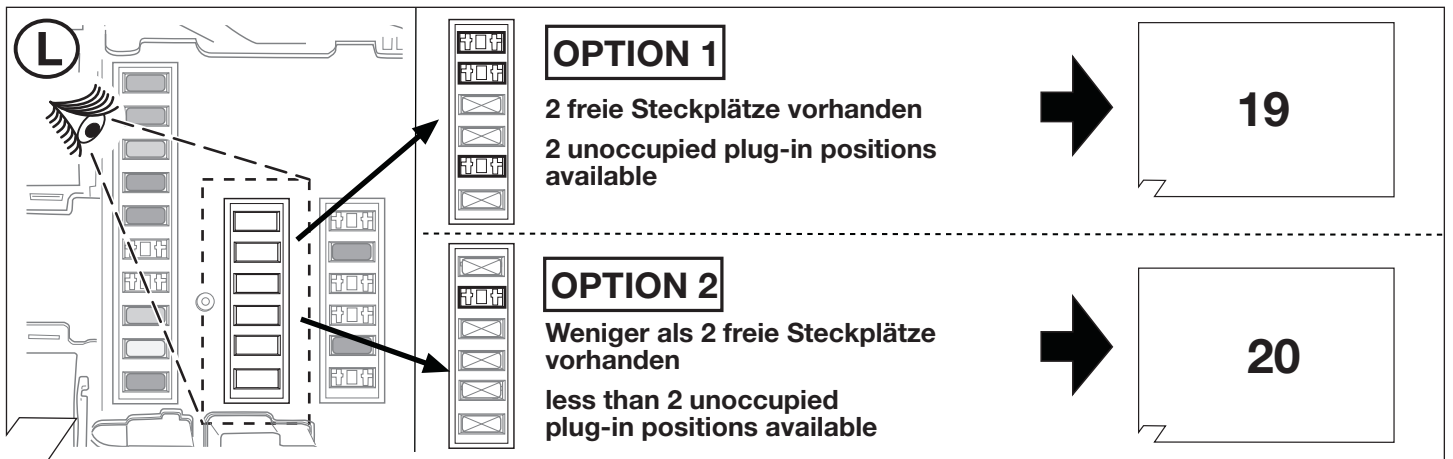 L
OPTION 1
2 freie Steckplätze vorhanden
2 unoccupied plug-in positions
available
19
OPTION 2
Weniger als 2 freie Steckplätze
vorhanden
less than 2 unoccupied
plug-in positions available
20